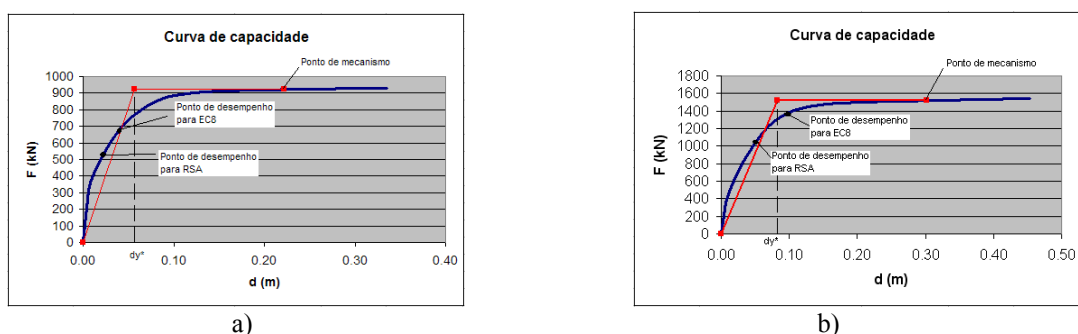 Curva de capacidade
F (kN)
1000
900
800
700
600
500
400
300
200
100
0
Ponto de mecanismo
Ponto de desempenho
para EC8
Ponto de desempenho
para RSA
dy*
0.00 0.10 0.20 0.30 0.40
d (m)
a)
Curva de capacidade
F (kN)
1800
1600
1400
1200
1000
800
600
400
200
0
Ponto de mecanismo
Ponto de desempenho
para EC8
Ponto de desempenho
para RSA
dy*
0.00 0.10 0.20 0.30 0.40 0.50
d (m)
b)